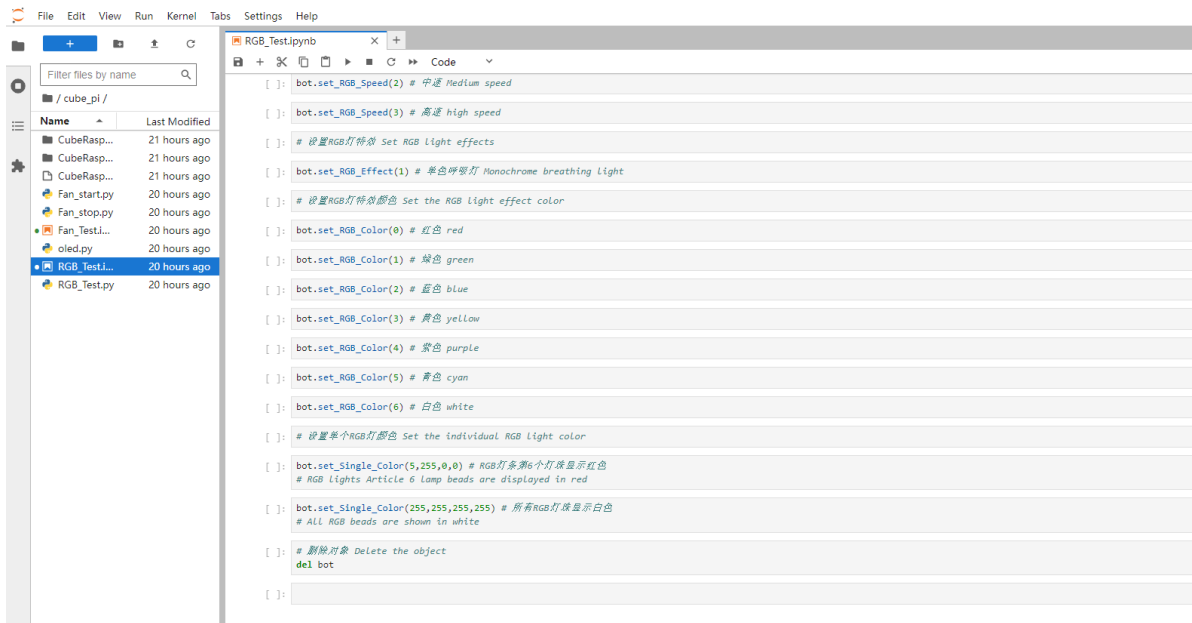 File Edit View Run Kernel Tabs Settings Help
RGB_Test.ipynb
Filter files by name
Code
/ cube_pi /
Name Last Modified
CubeRasp... 21 hours ago
CubeRasp... 21 hours ago
CubeRasp... 21 hours ago
Fan_start.py 20 hours ago
Fan_stop.py 20 hours ago
Fan_Test.i... 20 hours ago
oled.py 20 hours ago
RGB_Test.i... 20 hours ago
RGB_Test.py 20 hours ago
[ ]: bot.set_RGB_Speed(2) # 中速 Medium speed
[ ]: bot.set_RGB_Speed(3) # 高速 high speed
[ ]: # 设置RGB灯特效 Set RGB light effects
[ ]: bot.set_RGB_Effect(1) # 单色呼吸灯 Monochrome breathing light
[ ]: # 设置RGB灯特效颜色 Set the RGB light effect color
[ ]: bot.set_RGB_Color(0) # 红色 red
[ ]: bot.set_RGB_Color(1) # 绿色 green
[ ]: bot.set_RGB_Color(2) # 蓝色 blue
[ ]: bot.set_RGB_Color(3) # 黄色 yellow
[ ]: bot.set_RGB_Color(4) # 紫色 purple
[ ]: bot.set_RGB_Color(5) # 青色 cyan
[ ]: bot.set_RGB_Color(6) # 白色 white
[ ]: # 设置单个RGB灯颜色 Set the individual RGB light color
[ ]: bot.set_Single_Color(5,255,0,0) # RGB灯条第6个灯珠显示红色
# RGB lights Article 6 lamp beads are displayed in red
[ ]: bot.set_Single_Color(255,255,255,255) # 所有RGB灯珠显示白色
# All RGB beads are shown in white
[ ]: # 删除对象 Delete the object
del bot
[ ]: